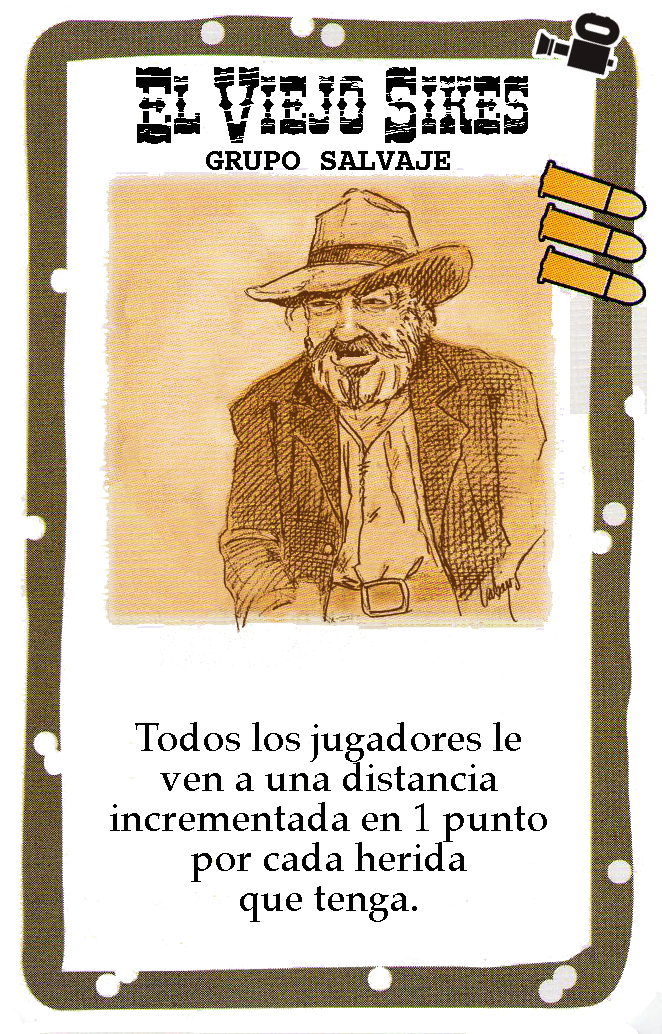 EL VIEJO SIKES
GRUPO SALVAJE
Todos los jugadores le
ven a una distancia
incrementada en 1 punto
por cada herida
que tenga.